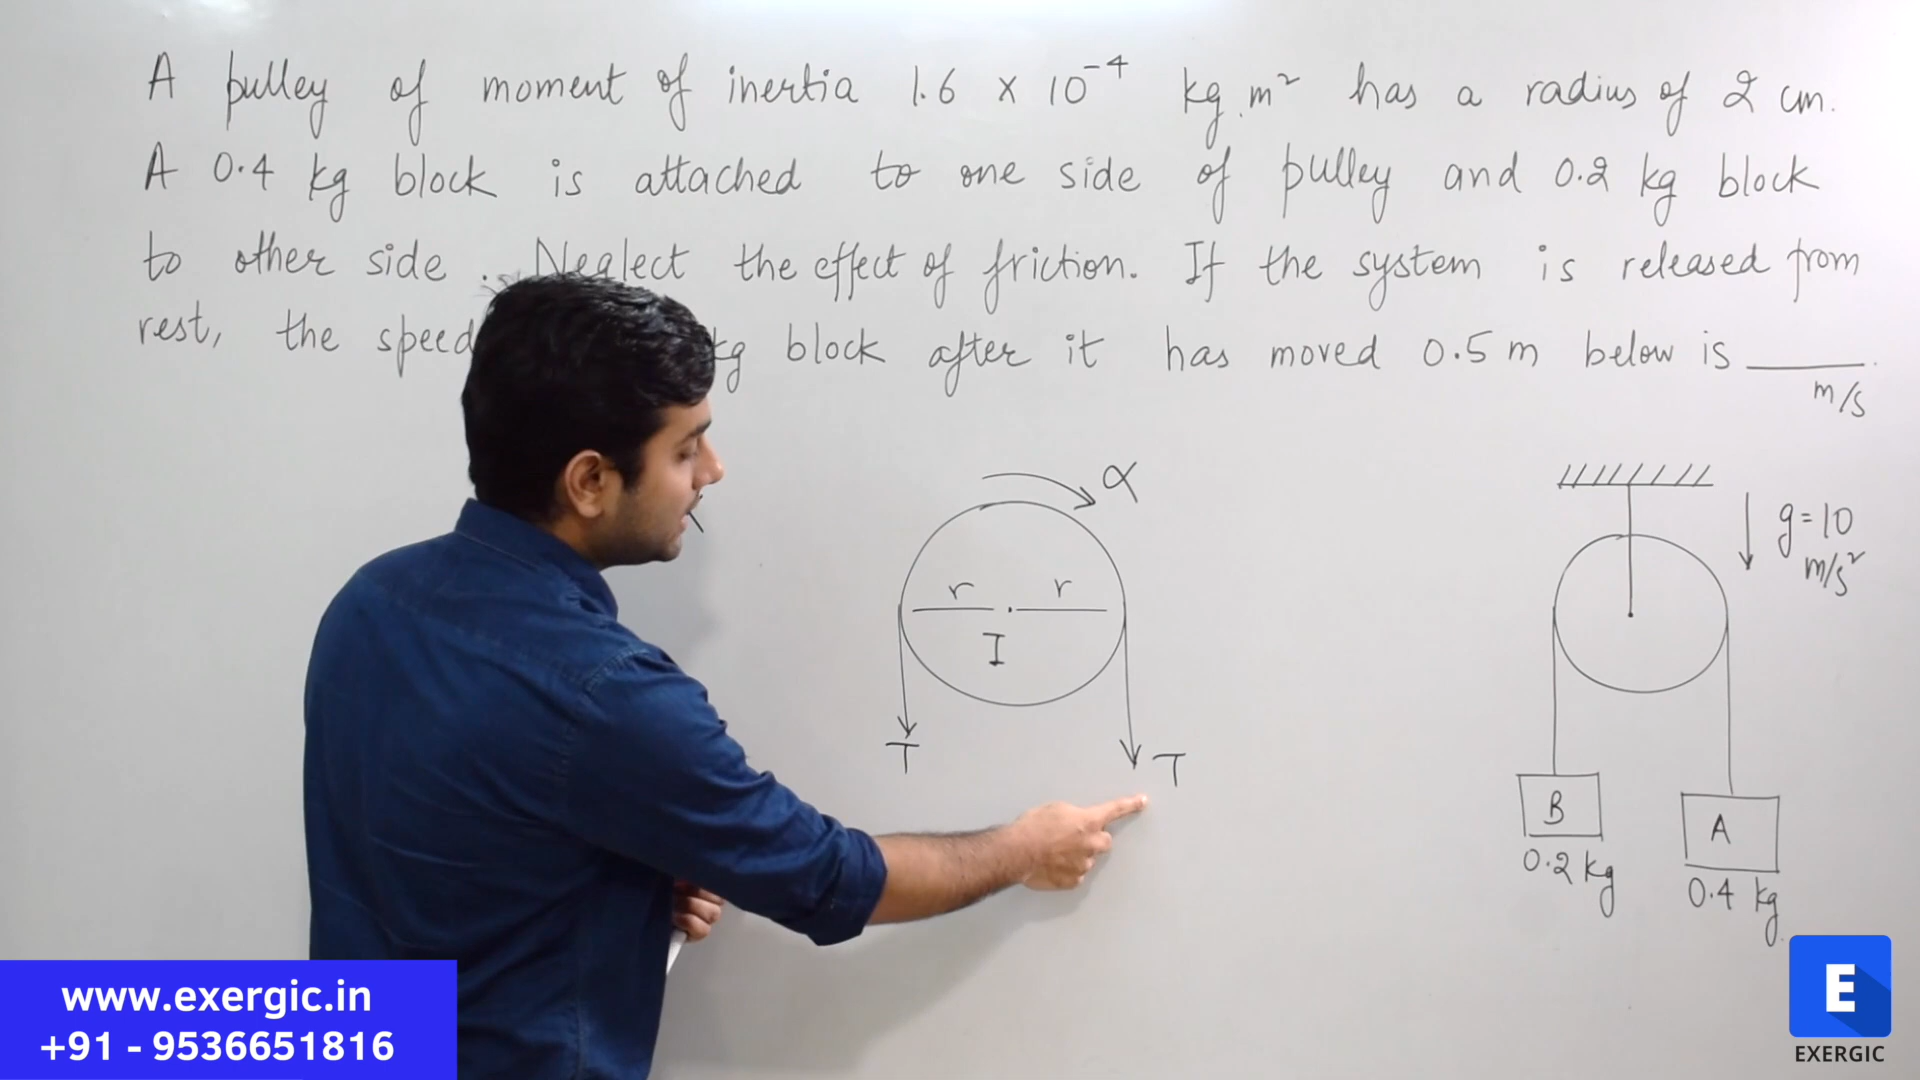 A pulley of moment of inertia 1.6 × 10⁻⁴ kg.m² has a radius of 2 cm.
A 0.4 kg block is attached to one side of pulley and 0.2 kg block
to other side. Neglect the effect of friction. If the system is released from
rest, the speed kg block after it has moved 0.5 m below is ____.
m/s
α
r r
I
T T
g = 10
m/s²
B A
0.2 kg 0.4 kg
www.exergic.in
+91 - 9536651816
E
EXERGIC